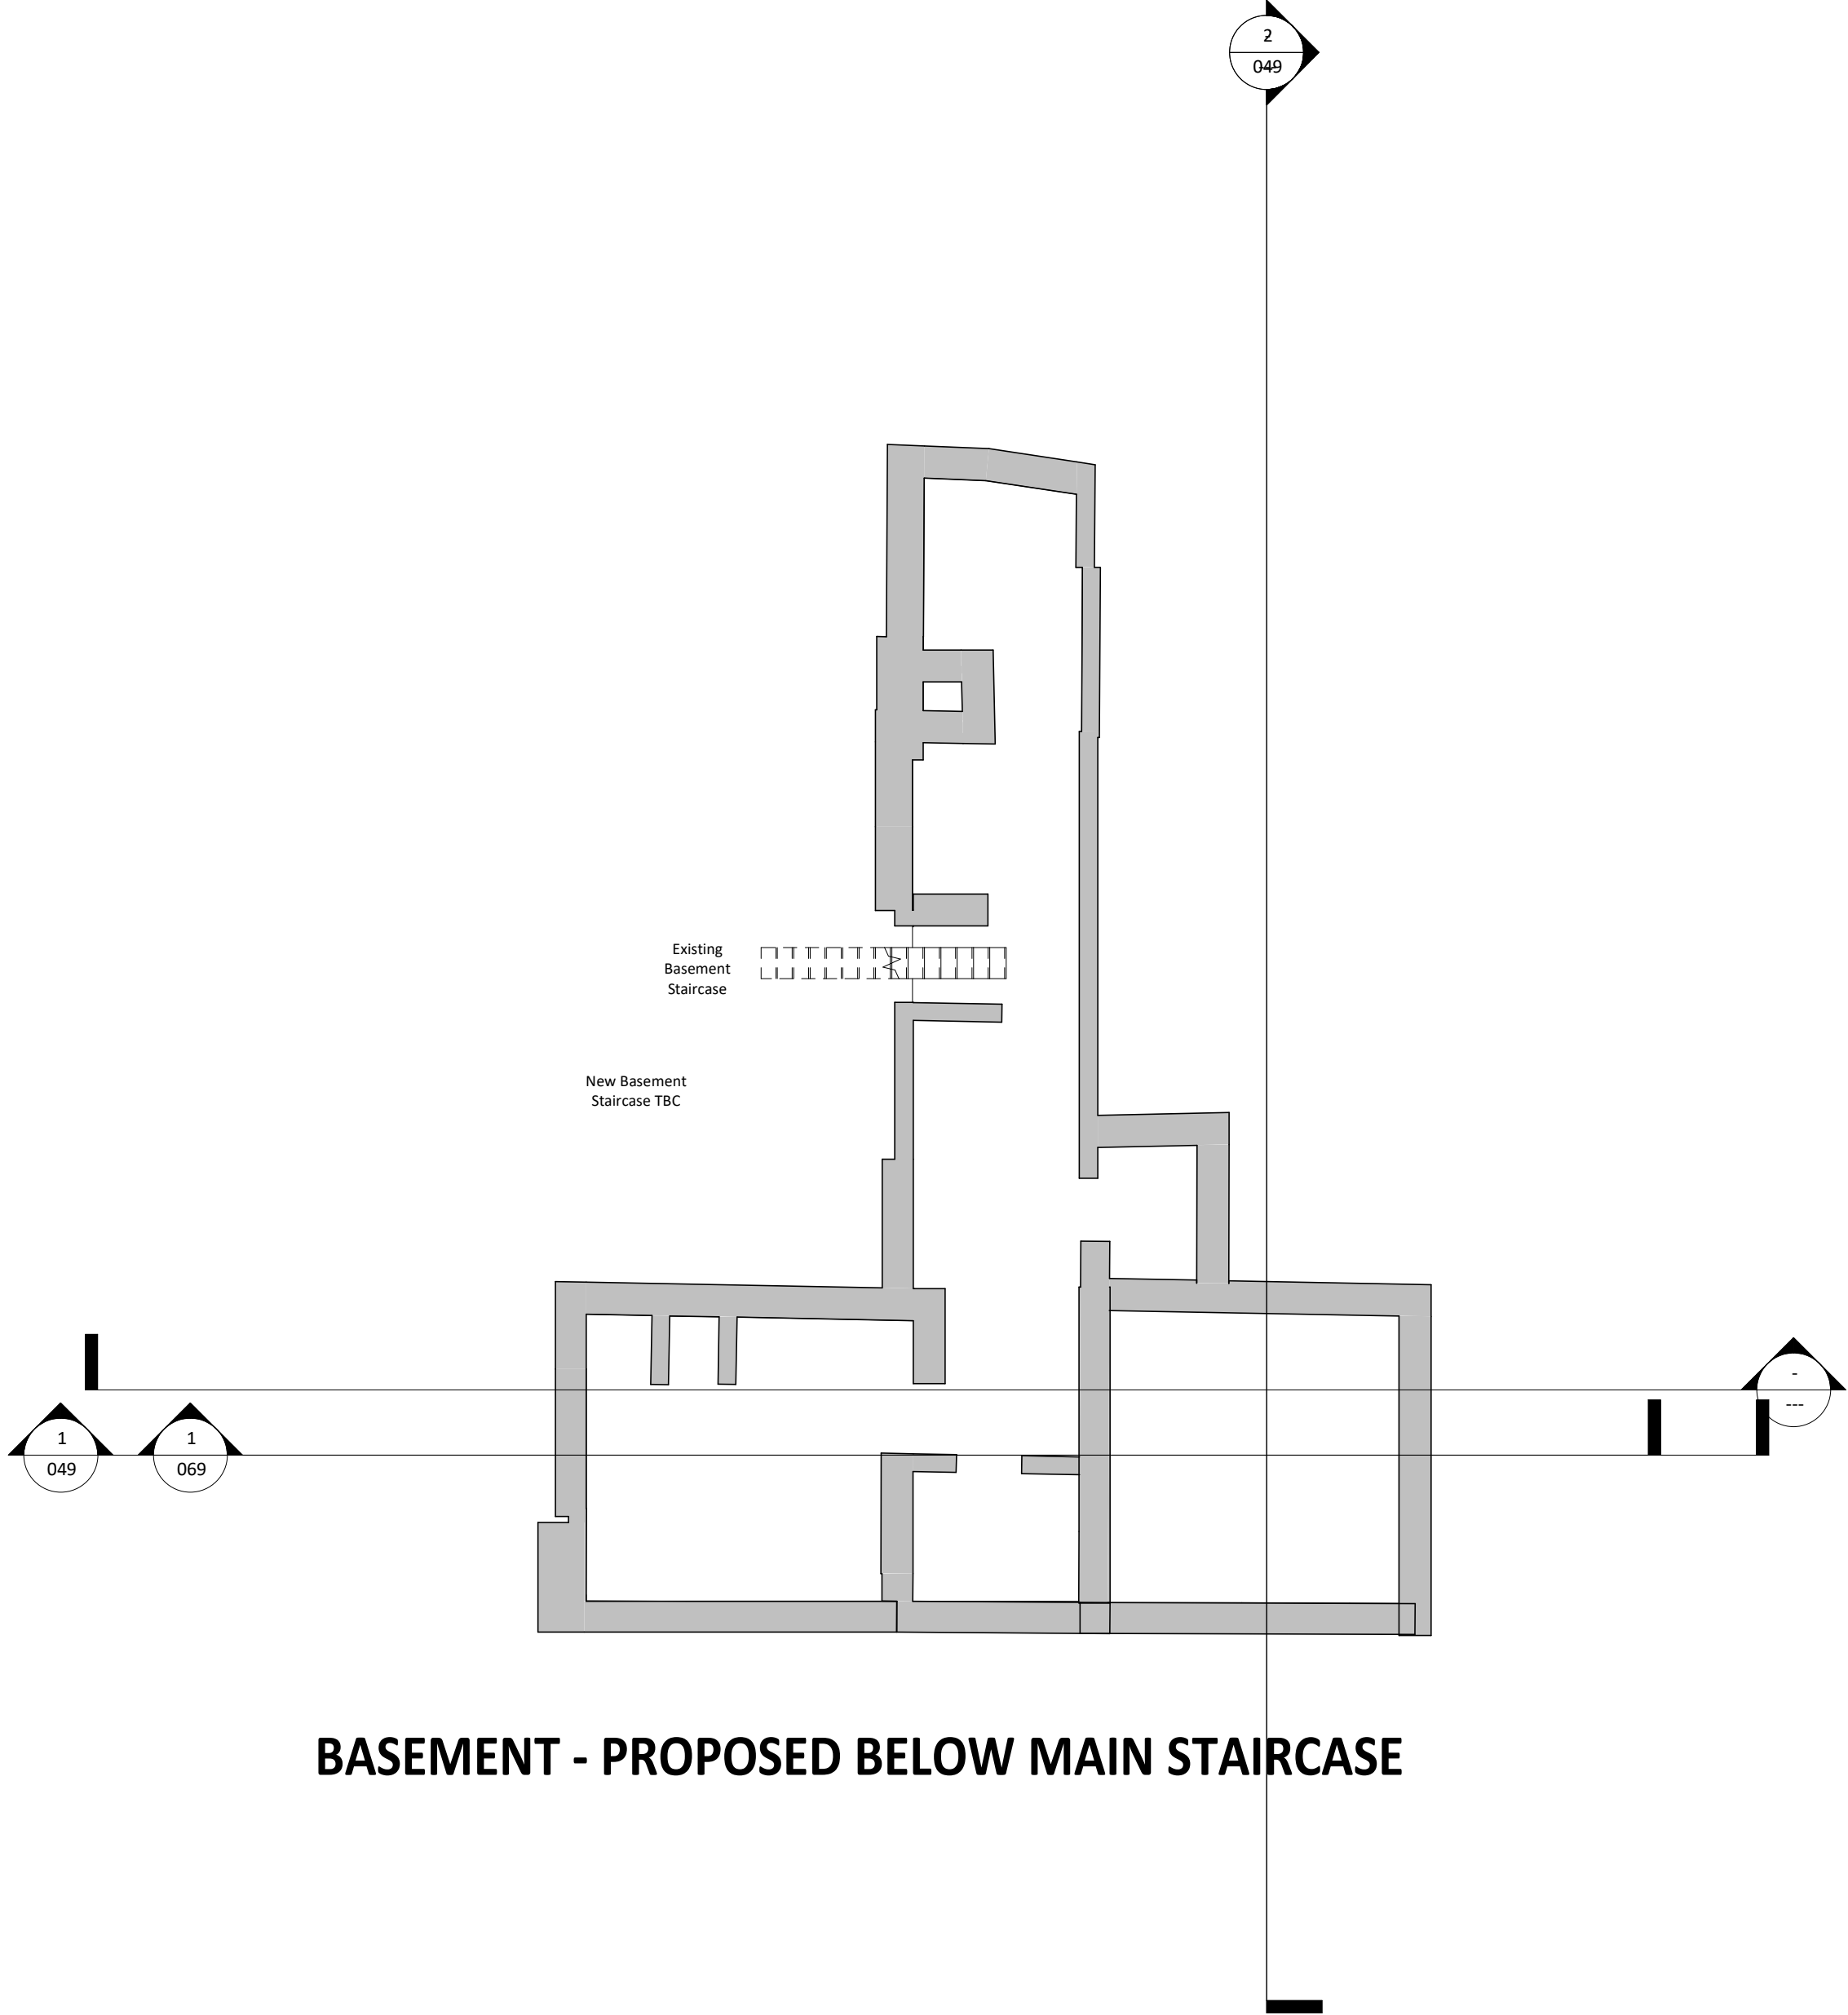 2
049
Existing
Basement
Staircase
New Basement
Staircase TBC
-
---
1
049
1
069
BASEMENT - PROPOSED BELOW MAIN STAIRCASE